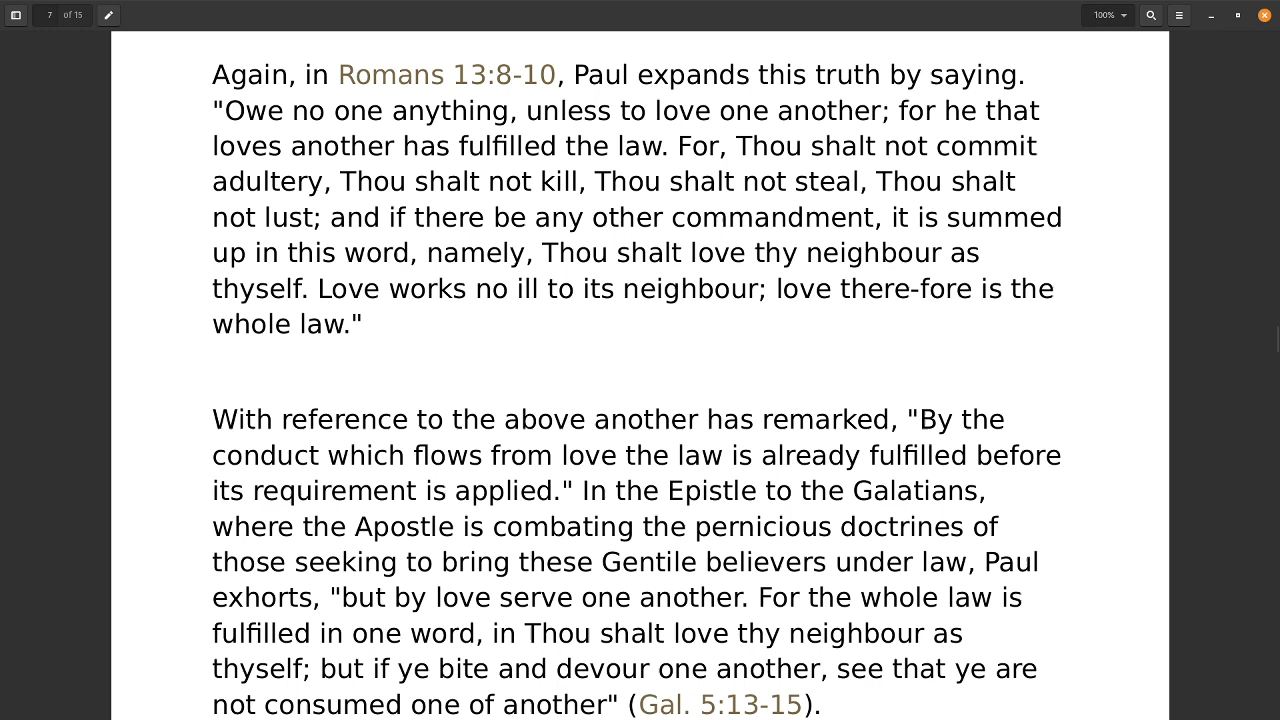 7 of 15
100%
Again, in Romans 13:8-10, Paul expands this truth by saying.
"Owe no one anything, unless to love one another; for he that
loves another has fulfilled the law. For, Thou shalt not commit
adultery, Thou shalt not kill, Thou shalt not steal, Thou shalt
not lust; and if there be any other commandment, it is summed
up in this word, namely, Thou shalt love thy neighbour as
thyself. Love works no ill to its neighbour; love there-fore is the
whole law."
With reference to the above another has remarked, "By the
conduct which flows from love the law is already fulfilled before
its requirement is applied." In the Epistle to the Galatians,
where the Apostle is combating the pernicious doctrines of
those seeking to bring these Gentile believers under law, Paul
exhorts, "but by love serve one another. For the whole law is
fulfilled in one word, in Thou shalt love thy neighbour as
thyself; but if ye bite and devour one another, see that ye are
not consumed one of another" (Gal. 5:13-15).